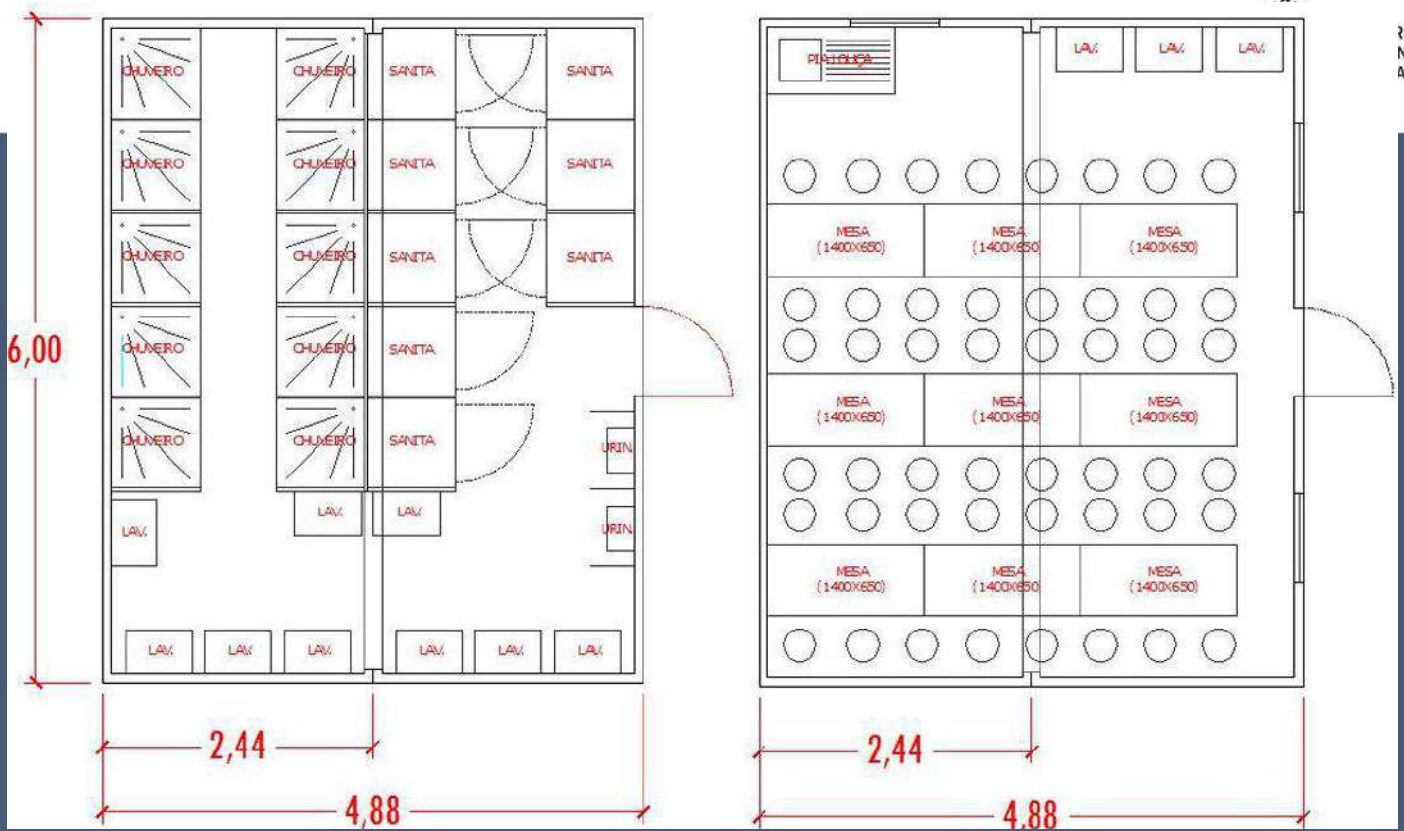 CHUVEIRO CHUVEIRO SANITA SANITA
CHUVEIRO CHUVEIRO SANITA SANITA
CHUVEIRO CHUVEIRO SANITA SANITA
CHUVEIRO CHUVEIRO SANITA
CHUVEIRO CHUVEIRO SANITA
URIN.
LAV. LAV. LAV. URIN.
LAV. LAV. LAV. LAV. LAV. LAV.
6,00
2,44
4,88
PIA LOUÇA LAV. LAV. LAV.
MESA MESA MESA
(1400X650) (1400X650) (1400X650)
MESA MESA MESA
(1400X650) (1400X650) (1400X650)
MESA MESA MESA
(1400X650) (1400X650) (1400X650)
2,44
4,88